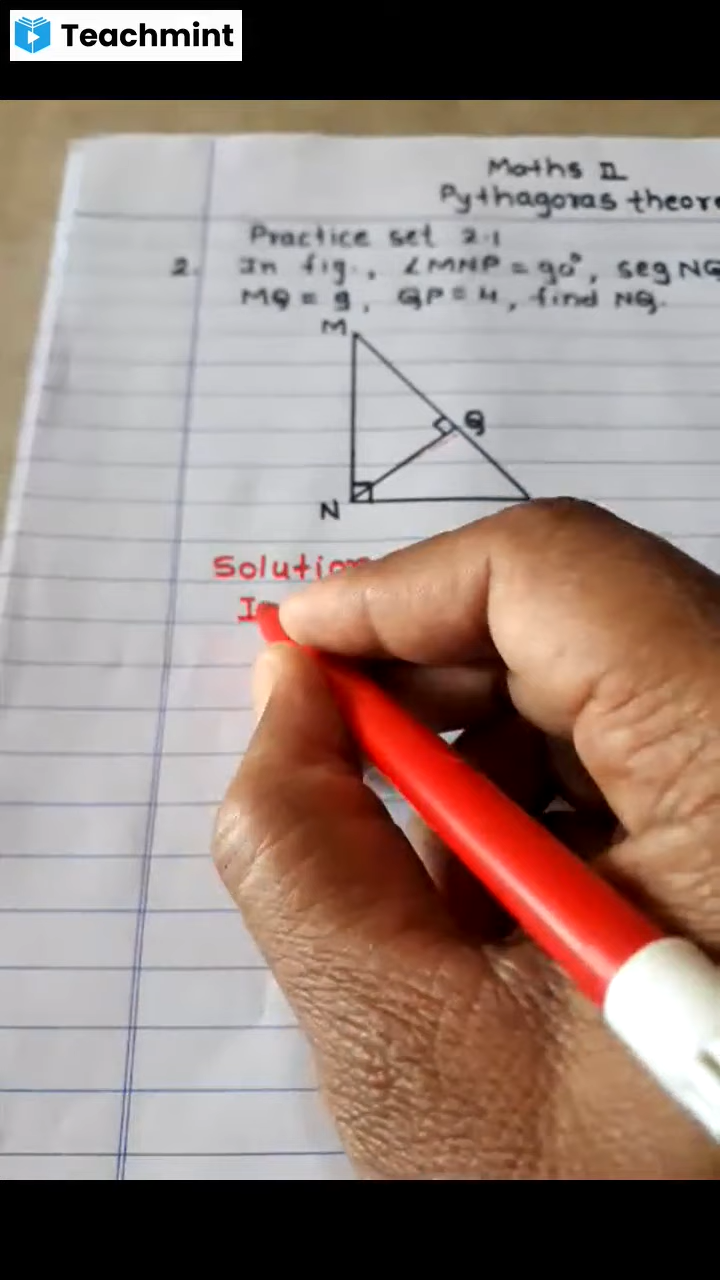 Teachmint
Maths II
Pythagoras theore
Practice set 2.1
2. In fig., ∠MNP = 90°, seg NQ
MQ = 9, QP = 4, find NQ.
M
Q
N
Solution